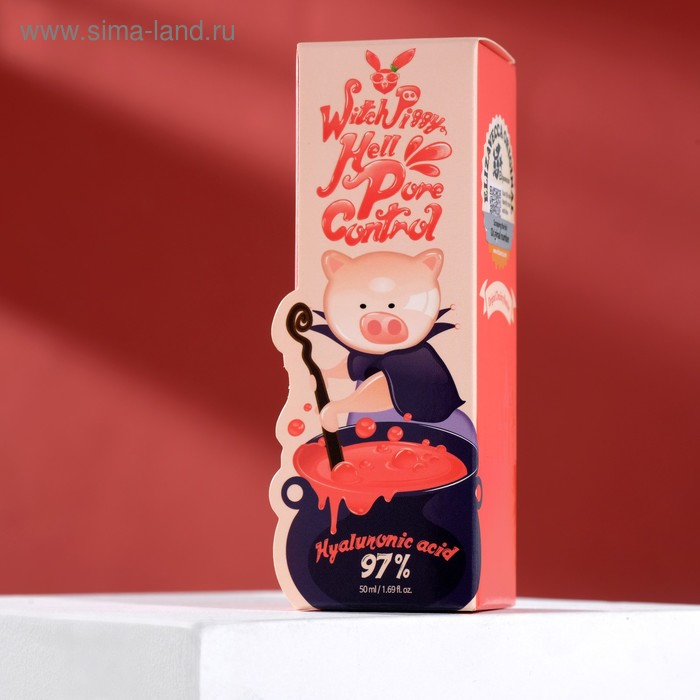 www.sima-land.ru
Witch Piggy
Hell
Pore
Control
Hyaluronic acid
97%
50 ml / 1.69 fl. oz.